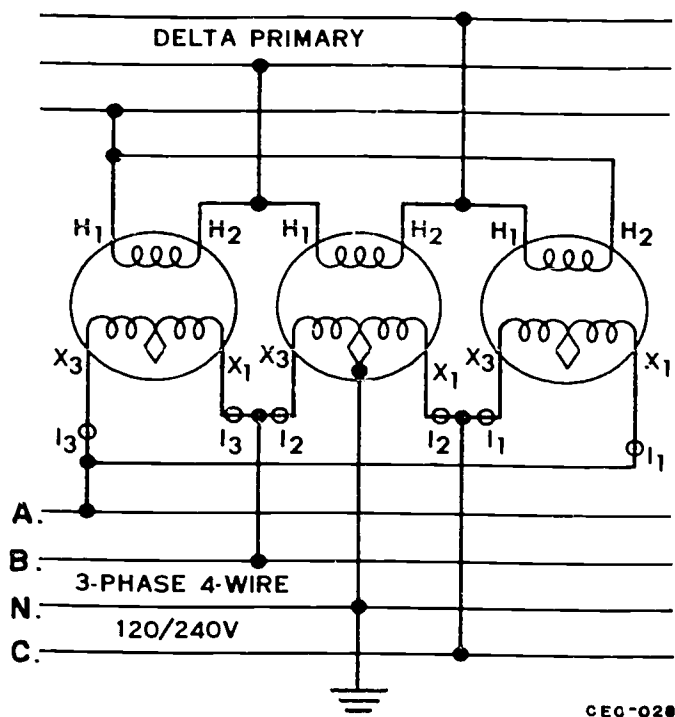 DELTA PRIMARY
H1 H2 H1 H2 H1 H2
X3 X1 X3 X1 X3 X1
I3 I3 I2 I2 I1 I1
A.
B.
3-PHASE 4-WIRE
N.
120/240V
C.
CEG-028